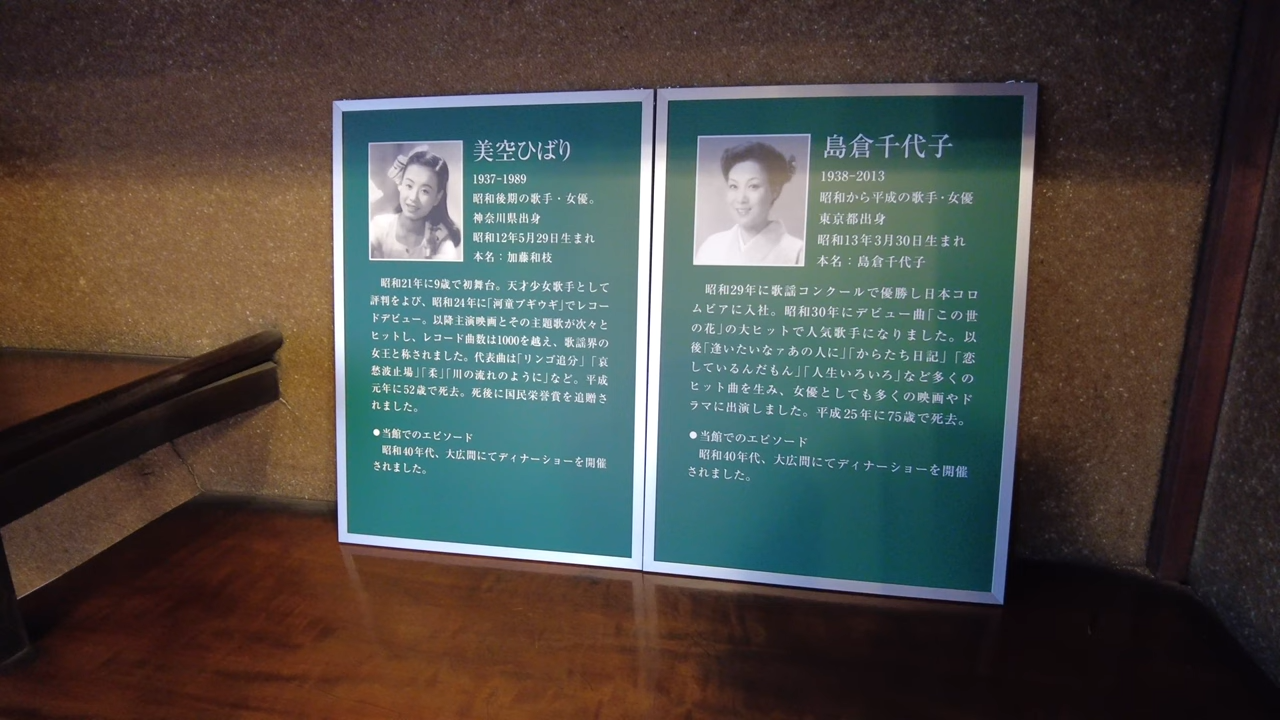 美空ひばり
1937-1989
昭和後期の歌手・女優。
神奈川県出身
昭和12年5月29日生まれ
本名：加藤和枝
昭和21年に9歳で初舞台。天才少女歌手として
評判をよび、昭和24年に「河童ブギウギ」でレコー
ドデビュー。以降主演映画とその主題歌が次々と
ヒットし、レコード曲数は1000を越え、歌謡界の
女王と称されました。代表曲は「リンゴ追分」「哀
愁波止場」「柔」「川の流れのように」など。平成
元年に52歳で死去。死後に国民栄誉賞を追贈さ
れました。
●当館でのエピソード
昭和40年代、大広間にてディナーショーを開催
されました。
島倉千代子
1938-2013
昭和から平成の歌手・女優
東京都出身
昭和13年3月30日生まれ
本名：島倉千代子
昭和29年に歌謡コンクールで優勝し日本コロ
ムビアに入社。昭和30年にデビュー曲「この世
の花」の大ヒットで人気歌手になりました。以
後「逢いたいなァあの人に」「からたち日記」「恋
しているんだもん」「人生いろいろ」など多くの
ヒット曲を生み、女優としても多くの映画やド
ラマに出演しました。平成25年に75歳で死去。
●当館でのエピソード
昭和40年代、大広間にてディナーショーを開催
されました。